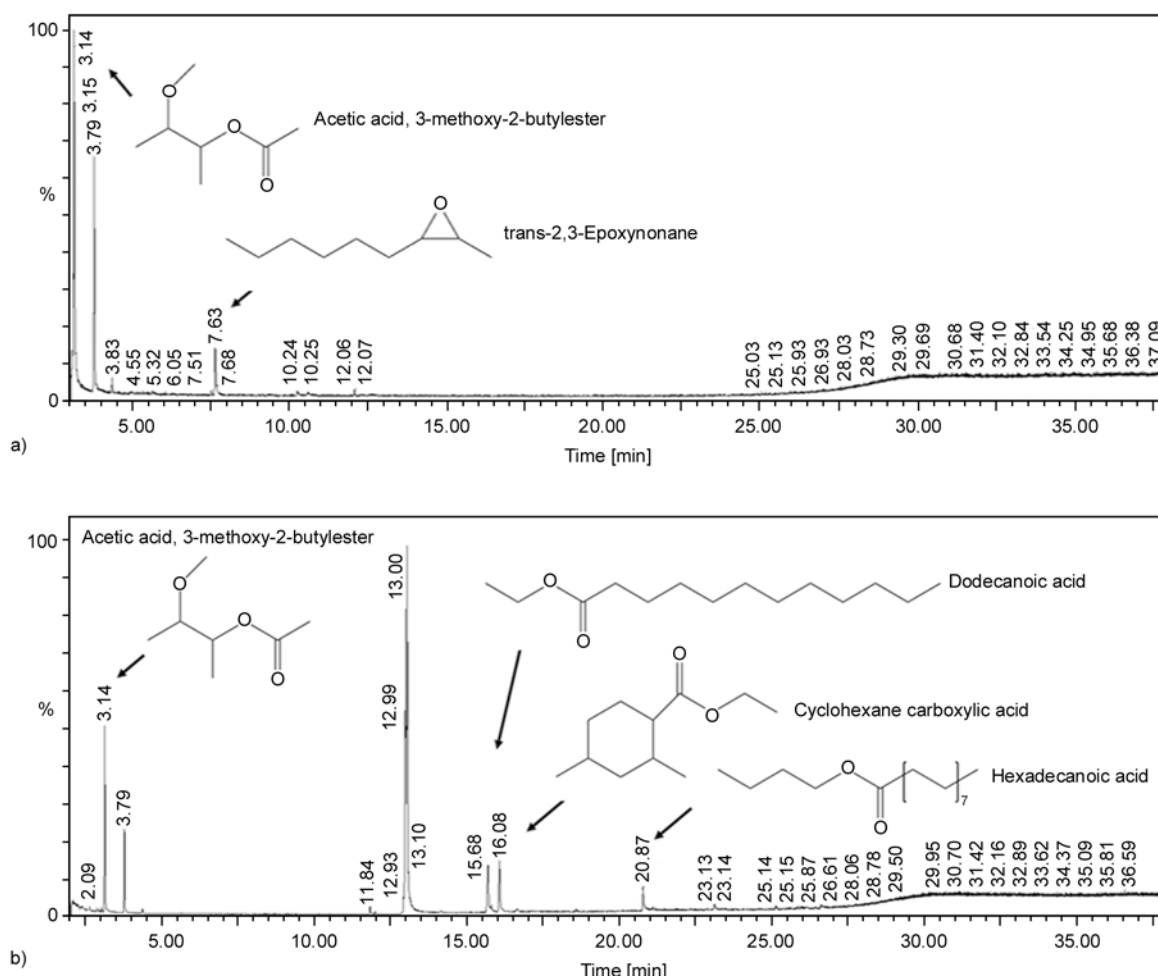 100
3.14
3.15
3.79
O
O
O
Acetic acid, 3-methoxy-2-butylester
%
O
trans-2,3-Epoxynonane
3.83
4.55
5.32
6.05
7.51
7.63
7.68
10.24
10.25
12.06
12.07
25.03
25.13
25.93
26.93
28.03
28.73
29.30
29.69
30.68
31.40
32.10
32.84
33.54
34.25
34.95
35.68
36.38
37.09
0
5.00 10.00 15.00 20.00 25.00 30.00 35.00
a)
Time [min]
Acetic acid, 3-methoxy-2-butylester
100
O
O
O
13.00
O
O
Dodecanoic acid
O
O
Cyclohexane carboxylic acid
O
O
7
Hexadecanoic acid
%
2.09
3.14
3.79
11.84
12.93
12.99
13.10
15.68
16.08
20.87
23.13
23.14
25.14
25.15
25.87
26.61
28.06
28.78
29.50
29.95
30.70
31.42
32.16
32.89
33.62
34.37
35.09
35.81
36.59
0
5.00 10.00 15.00 20.00 25.00 30.00 35.00
b)
Time [min]